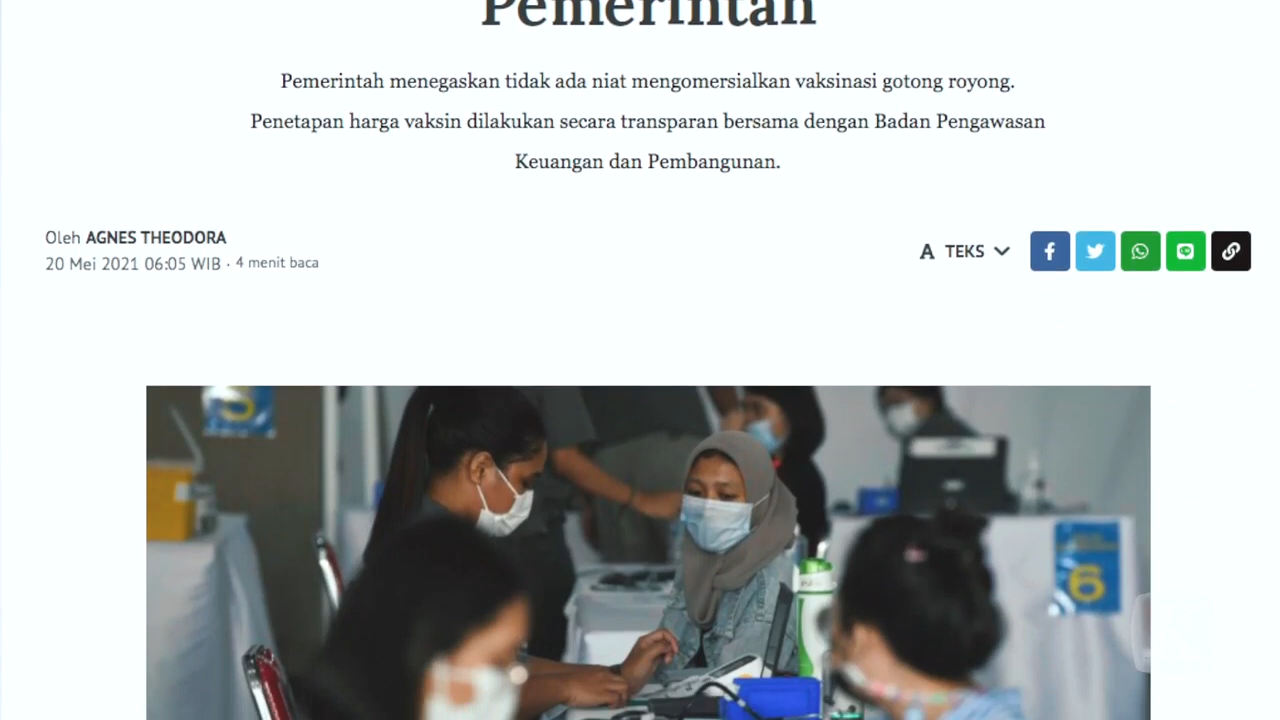 Pemerintah
Pemerintah menegaskan tidak ada niat mengomersialkan vaksinasi gotong royong.
Penetapan harga vaksin dilakukan secara transparan bersama dengan Badan Pengawasan
Keuangan dan Pembangunan.
Oleh AGNES THEODORA
20 Mei 2021 06:05 WIB · 4 menit baca
A TEKS
5
6